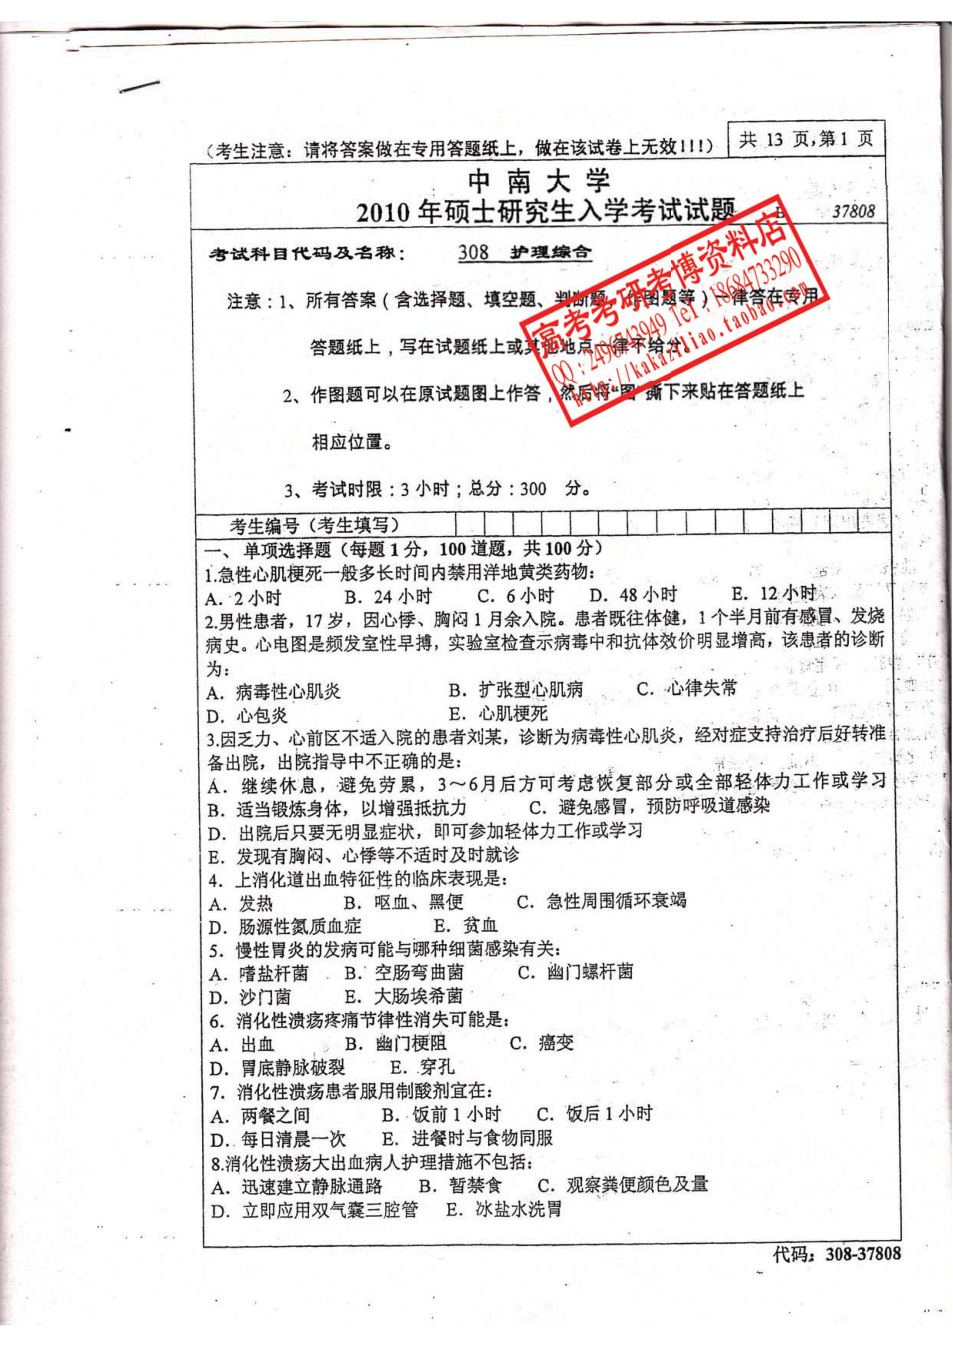 （考生注意：请将答案做在专用答题纸上，做在该试卷上无效!!!）
共 13 页,第 1 页
中 南 大 学
2010 年硕士研究生入学考试试题 B 37808
考试科目代码及名称： 308 护理综合
注意：1、所有答案（含选择题、填空题、判断题、作图题等）一律答在专用
答题纸上，写在试题纸上或其他地点一律不给分。
2、作图题可以在原试题图上作答，然后将“图”撕下来贴在答题纸上
相应位置。
3、考试时限：3 小时；总分：300 分。
高考考研考博资料店
QQ：2496743949 Tel：18684733290
http://kakaziliao.taobao.com
考生编号（考生填写）
一、 单项选择题（每题 1 分，100 道题，共 100 分）
1.急性心肌梗死一般多长时间内禁用洋地黄类药物：
A．2 小时 B．24 小时 C．6 小时 D．48 小时 E．12 小时
2.男性患者，17 岁，因心悸、胸闷 1 月余入院。患者既往体健，1 个半月前有感冒、发烧
病史。心电图是频发室性早搏，实验室检查示病毒中和抗体效价明显增高，该患者的诊断
为：
A．病毒性心肌炎 B．扩张型心肌病 C．心律失常
D．心包炎 E．心肌梗死
3.因乏力、心前区不适入院的患者刘某，诊断为病毒性心肌炎，经对症支持治疗后好转准
备出院，出院指导中不正确的是：
A．继续休息，避免劳累，3～6月后方可考虑恢复部分或全部轻体力工作或学习
B．适当锻炼身体，以增强抵抗力 C．避免感冒，预防呼吸道感染
D．出院后只要无明显症状，即可参加轻体力工作或学习
E．发现有胸闷、心悸等不适时及时就诊
4．上消化道出血特征性的临床表现是：
A．发热 B．呕血、黑便 C．急性周围循环衰竭
D．肠源性氮质血症 E．贫血
5．慢性胃炎的发病可能与哪种细菌感染有关：
A．嗜盐杆菌 B．空肠弯曲菌 C．幽门螺杆菌
D．沙门菌 E．大肠埃希菌
6．消化性溃疡疼痛节律性消失可能是：
A．出血 B．幽门梗阻 C．癌变
D．胃底静脉破裂 E．穿孔
7．消化性溃疡患者服用制酸剂宜在：
A．两餐之间 B．饭前 1 小时 C．饭后 1 小时
D．每日清晨一次 E．进餐时与食物同服
8.消化性溃疡大出血病人护理措施不包括：
A．迅速建立静脉通路 B．暂禁食 C．观察粪便颜色及量
D．立即应用双气囊三腔管 E．冰盐水洗胃
代码：308-37808